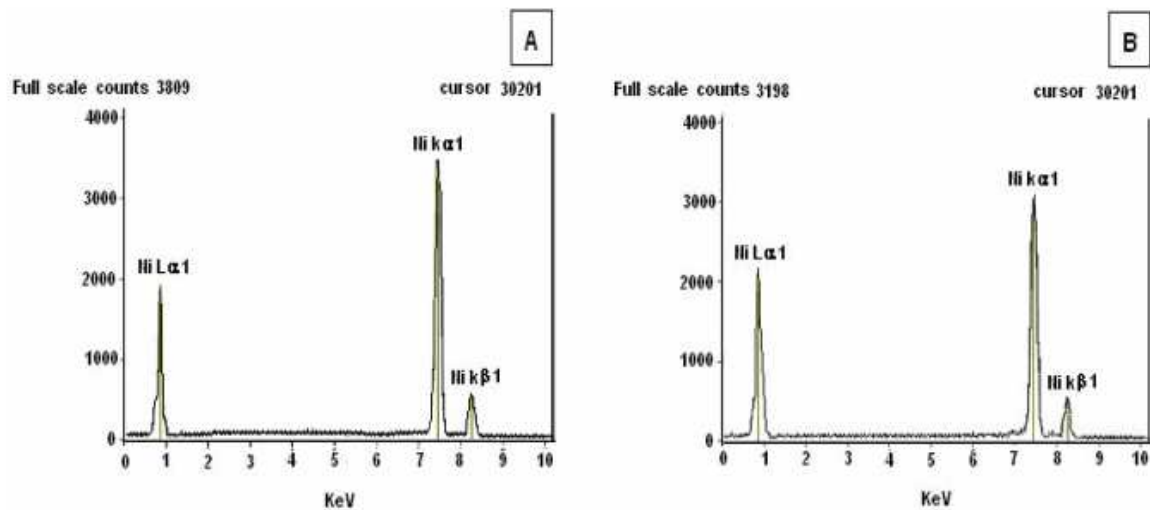 A
Full scale counts 3809
cursor 30201
4000
3000
2000
1000
0
Ni Lα1
Ni kα1
Ni kβ1
0 1 2 3 4 5 6 7 8 9 10
KeV
B
Full scale counts 3198
cursor 30201
4000
3000
2000
1000
0
Ni Lα1
Ni kα1
Ni kβ1
0 1 2 3 4 5 6 7 8 9 10
KeV